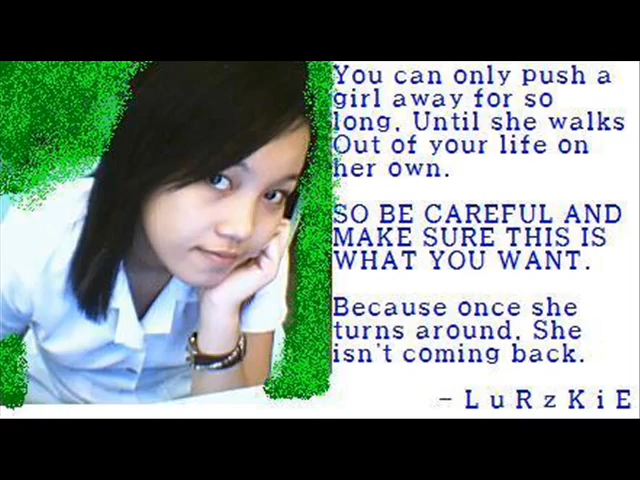 You can only push a
girl away for so
long, Until she walks
Out of your life on
her own.
SO BE CAREFUL AND
MAKE SURE THIS IS
WHAT YOU WANT.
Because once she
turns around, She
isn't coming back.
- L u R z K i E